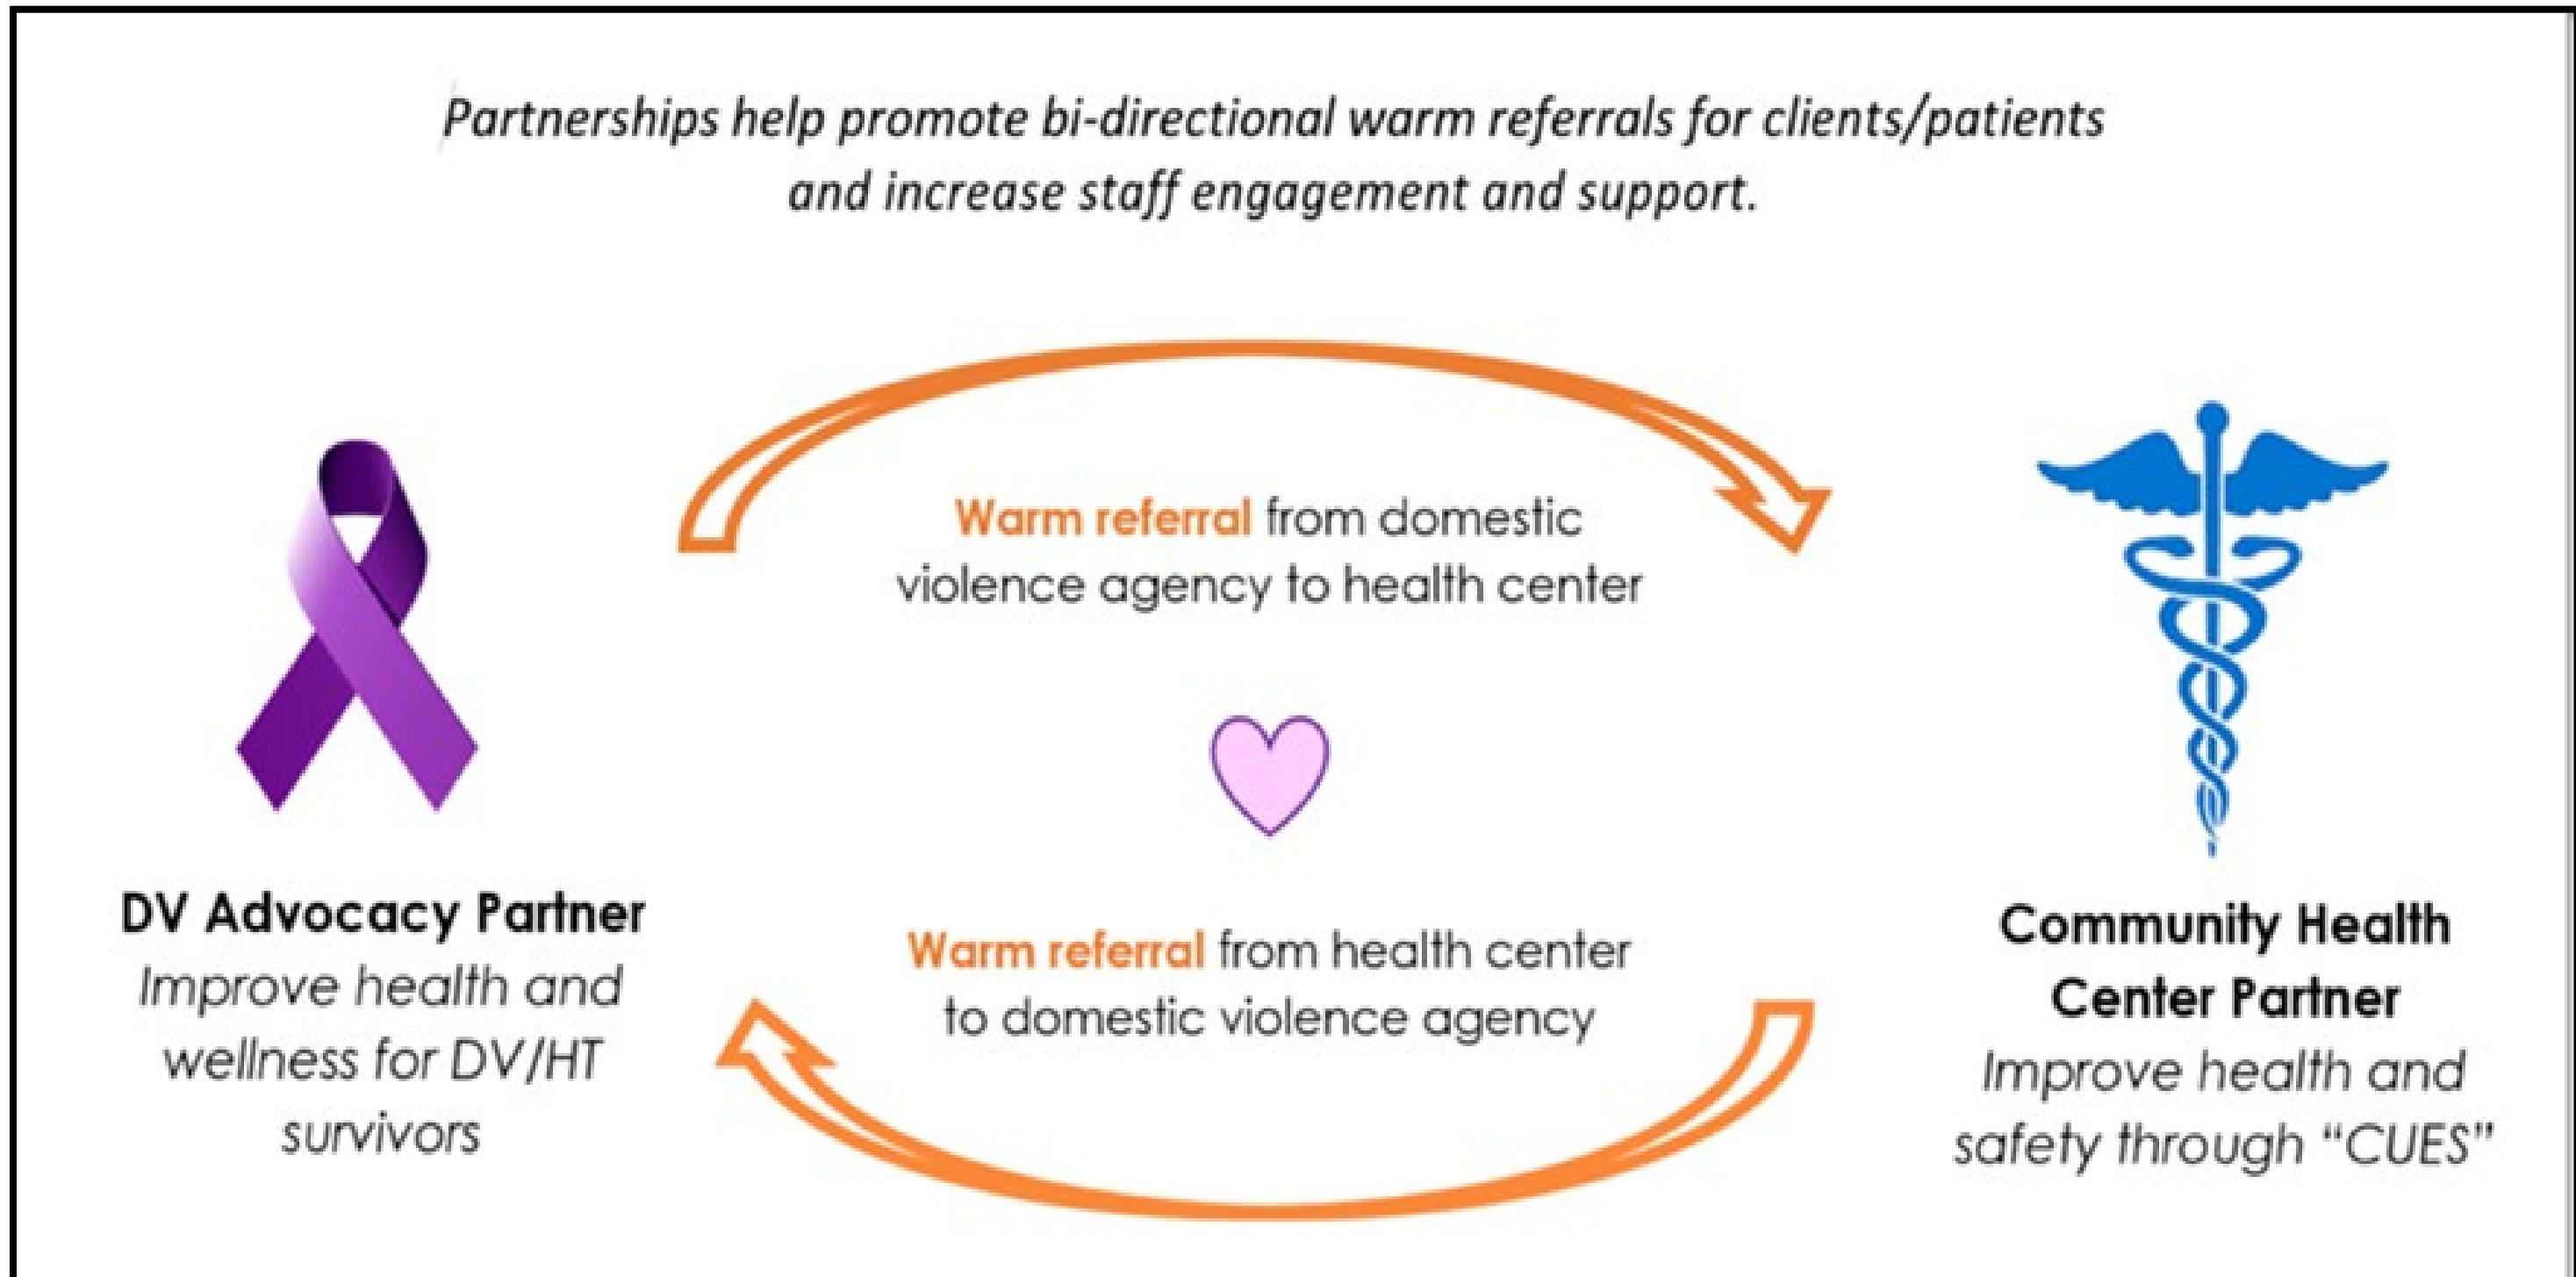 Partnerships help promote bi-directional warm referrals for clients/patients
and increase staff engagement and support.
Warm referral from domestic
violence agency to health center
DV Advocacy Partner
Improve health and
wellness for DV/HT
survivors
Warm referral from health center
to domestic violence agency
Community Health
Center Partner
Improve health and
safety through “CUES”